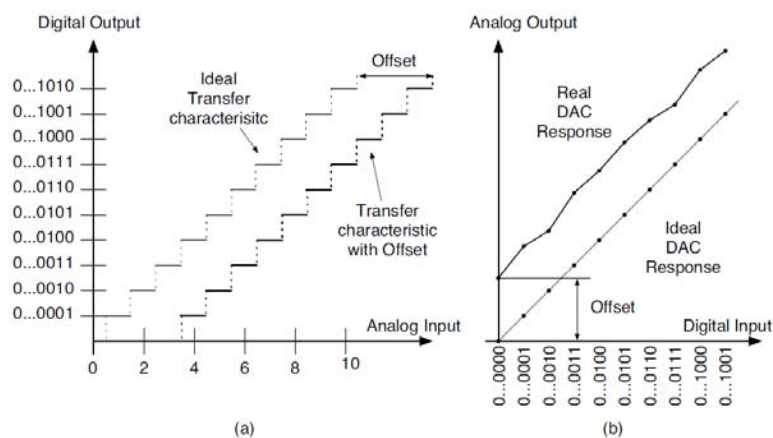 Digital Output
0...1010
0...1001
0...1000
0...0111
0...0110
0...0101
0...0100
0...0011
0...0010
0...0001
Ideal
Transfer
characterisitc
Offset
Transfer
characteristic
with Offset
Analog Input
0
2
4
6
8
10
(a)
Analog Output
Real
DAC
Response
Ideal
DAC
Response
Offset
Digital Input
0...0000
0...0001
0...0010
0...0011
0...0100
0...0101
0...0110
0...0111
0...1000
0...1001
(b)